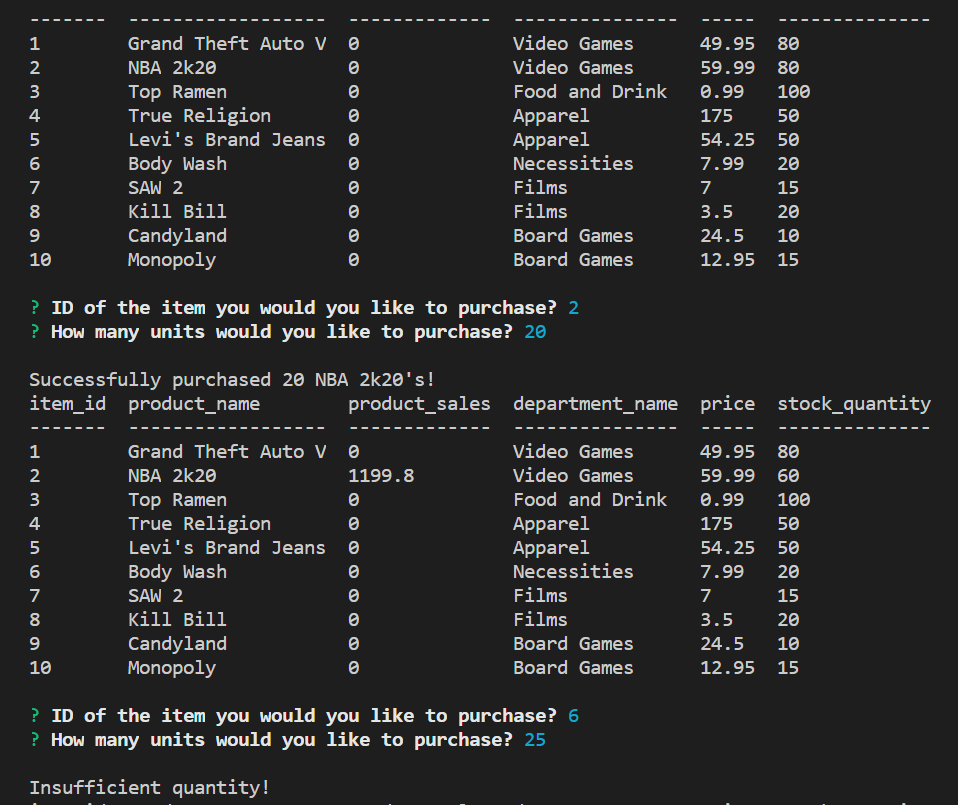 ------- ------------------ ------------- --------------- ----- --------------
1 Grand Theft Auto V 0 Video Games 49.95 80
2 NBA 2k20 0 Video Games 59.99 80
3 Top Ramen 0 Food and Drink 0.99 100
4 True Religion 0 Apparel 175 50
5 Levi's Brand Jeans 0 Apparel 54.25 50
6 Body Wash 0 Necessities 7.99 20
7 SAW 2 0 Films 7 15
8 Kill Bill 0 Films 3.5 20
9 Candyland 0 Board Games 24.5 10
10 Monopoly 0 Board Games 12.95 15
? ID of the item you would you like to purchase? 2
? How many units would you like to purchase? 20
Successfully purchased 20 NBA 2k20's!
item_id product_name product_sales department_name price stock_quantity
------- ------------------ ------------- --------------- ----- --------------
1 Grand Theft Auto V 0 Video Games 49.95 80
2 NBA 2k20 1199.8 Video Games 59.99 60
3 Top Ramen 0 Food and Drink 0.99 100
4 True Religion 0 Apparel 175 50
5 Levi's Brand Jeans 0 Apparel 54.25 50
6 Body Wash 0 Necessities 7.99 20
7 SAW 2 0 Films 7 15
8 Kill Bill 0 Films 3.5 20
9 Candyland 0 Board Games 24.5 10
10 Monopoly 0 Board Games 12.95 15
? ID of the item you would you like to purchase? 6
? How many units would you like to purchase? 25
Insufficient quantity!